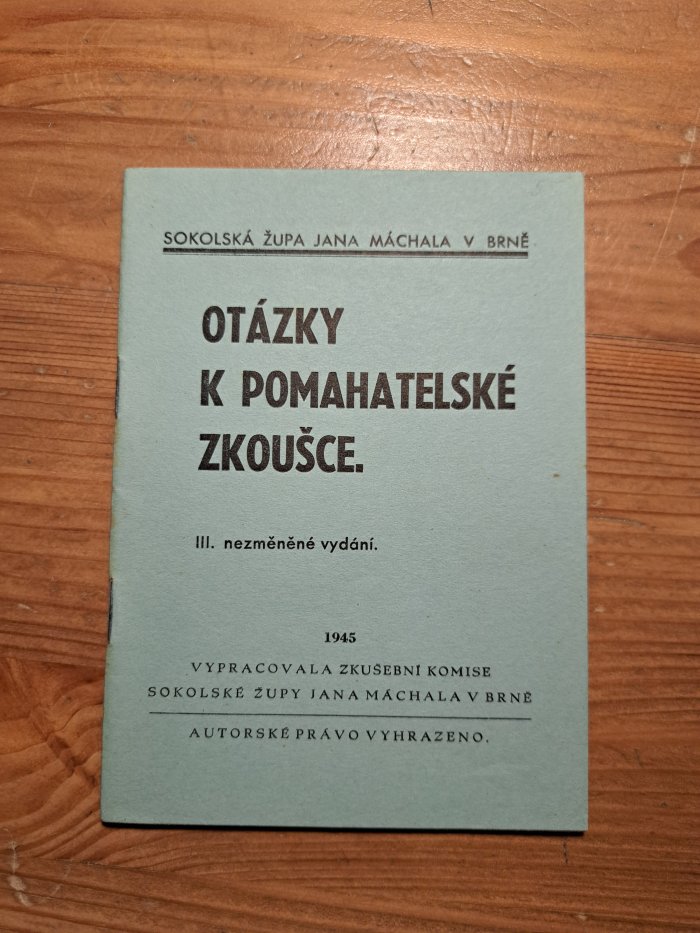 SOKOLSKÁ ŽUPA JANA MÁCHALA V BRNĚ
OTÁZKY
K POMAHATELSKÉ
ZKOUŠCE.
III. nezměněné vydání.
1945
VYPRACOVALA ZKUŠEBNÍ KOMISE
SOKOLSKÉ ŽUPY JANA MÁCHALA V BRNĚ
AUTORSKÉ PRÁVO VYHRAZENO.